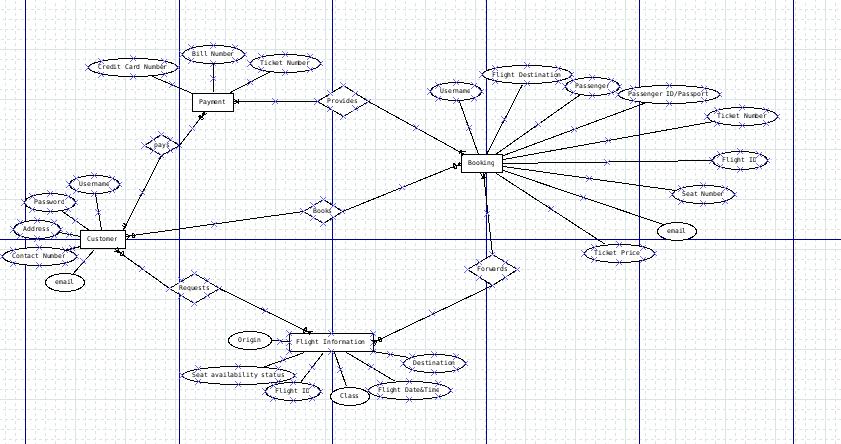 Bill Number
Credit Card Number
Ticket Number
Payment
Provides
Username
Flight Destination
Passenger
Passenger ID/Passport
Ticket Number
Flight ID
Seat Number
email
Ticket Price
Booking
pays
Username
Password
Address
Contact Number
email
Customer
Books
Forwards
Requests
Origin
Flight Information
Destination
Seat availability status
Flight ID
Class
Flight Date&Time